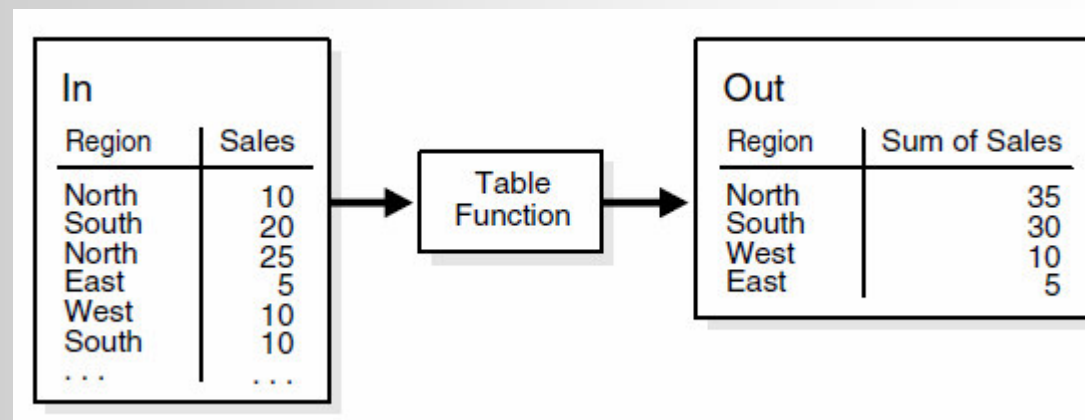 In
Region Sales
North 10
South 20
North 25
East 5
West 10
South 10
. . . . . .
Table
Function
Out
Region Sum of Sales
North 35
South 30
West 10
East 5